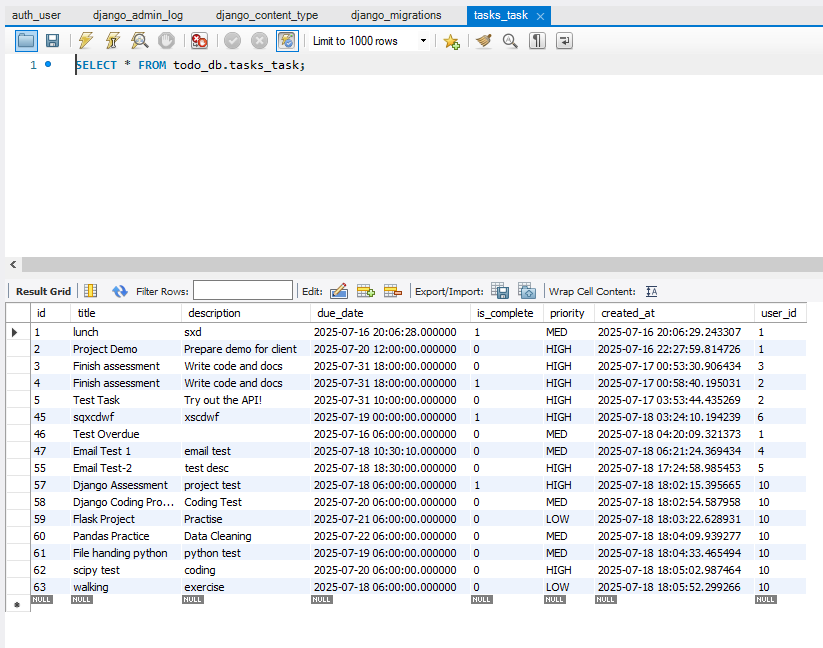 auth_user django_admin_log django_content_type django_migrations tasks_task
Limit to 1000 rows
1 SELECT * FROM todo_db.tasks_task;
Result Grid Filter Rows: Edit: Export/Import: Wrap Cell Content:
id title description due_date is_complete priority created_at user_id
1 lunch sxd 2025-07-16 20:06:28.000000 1 MED 2025-07-16 20:06:29.243307 1
2 Project Demo Prepare demo for client 2025-07-20 12:00:00.000000 0 HIGH 2025-07-16 22:27:59.814726 1
3 Finish assessment Write code and docs 2025-07-31 18:00:00.000000 0 HIGH 2025-07-17 00:53:30.906434 3
4 Finish assessment Write code and docs 2025-07-31 18:00:00.000000 1 HIGH 2025-07-17 00:58:40.195031 2
5 Test Task Try out the API! 2025-07-31 10:00:00.000000 0 HIGH 2025-07-17 03:53:44.435269 2
45 sqxcdwf xscdwf 2025-07-19 00:00:00.000000 1 HIGH 2025-07-18 03:24:10.194239 6
46 Test Overdue 2025-07-16 06:00:00.000000 0 MED 2025-07-18 04:20:09.321373 1
47 Email Test 1 email test 2025-07-18 10:30:10.000000 0 MED 2025-07-18 06:21:24.369434 4
55 Email Test-2 test desc 2025-07-18 18:30:00.000000 0 HIGH 2025-07-18 17:24:58.985453 5
57 Django Assessment project test 2025-07-18 06:00:00.000000 1 HIGH 2025-07-18 18:02:15.395665 10
58 Django Coding Pro... Coding Test 2025-07-20 06:00:00.000000 0 MED 2025-07-18 18:02:54.587958 10
59 Flask Project Practise 2025-07-21 06:00:00.000000 0 LOW 2025-07-18 18:03:22.628931 10
60 Pandas Practice Data Cleaning 2025-07-22 06:00:00.000000 0 MED 2025-07-18 18:04:09.939277 10
61 File handing python python test 2025-07-19 06:00:00.000000 0 MED 2025-07-18 18:04:33.465494 10
62 scipy test coding 2025-07-20 06:00:00.000000 0 HIGH 2025-07-18 18:05:02.987464 10
63 walking exercise 2025-07-18 06:00:00.000000 0 LOW 2025-07-18 18:05:52.299266 10
NULL NULL NULL NULL NULL NULL NULL NULL